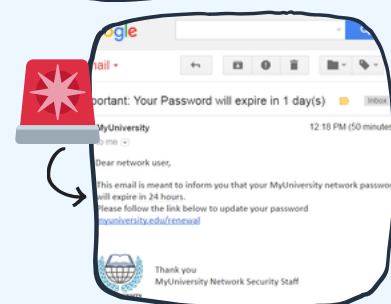 ogle
mail
portant: Your Password will expire in 1 day(s)
Inbox
MyUniversity
12:18 PM (50 minutes
to me
Dear network user,
This email is meant to inform you that your MyUniversity network passwor
will expire in 24 hours.
Please follow the link below to update your password
myuniversity.edu/renewal
Thank you
MyUniversity Network Security Staff